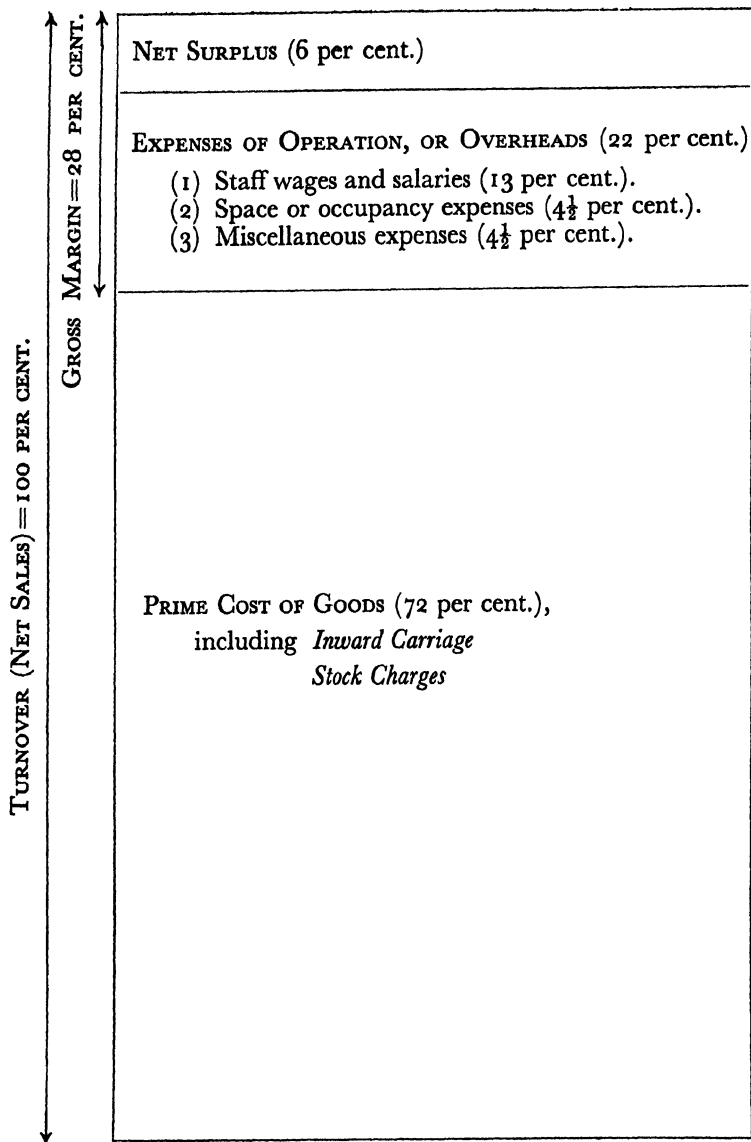 TURNOVER (NET SALES)=100 PER CENT.
GROSS MARGIN=28 PER CENT.
NET SURPLUS (6 per cent.)
EXPENSES OF OPERATION, OR OVERHEADS (22 per cent.)
(1) Staff wages and salaries (13 per cent.).
(2) Space or occupancy expenses (4½ per cent.).
(3) Miscellaneous expenses (4½ per cent.).
PRIME COST OF GOODS (72 per cent.),
including Inward Carriage
Stock Charges